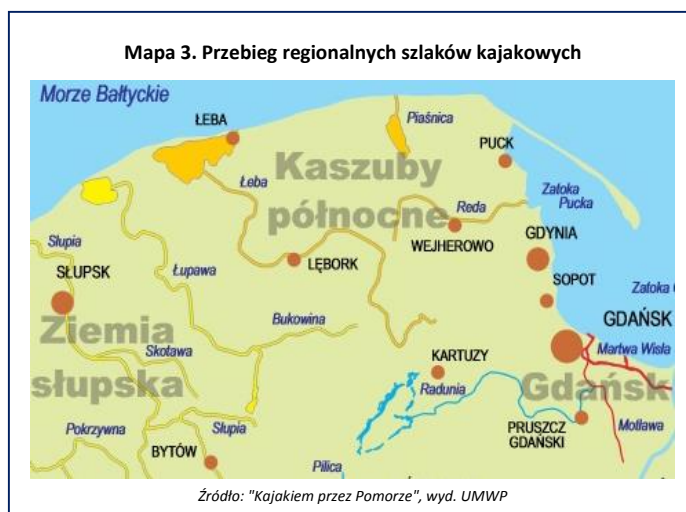 Mapa 3. Przebieg regionalnych szlaków kajakowych
Morze Bałtyckie
ŁEBA
Piaśnica
PUCK
Kaszuby
północne
Łeba
Zatoka
Pucka
Reda
WEJHEROWO
GDYNIA
Słupia
SŁUPSK
Łupawa
LĘBORK
SOPOT
Zatoka
GDAŃSK
Bukowina
Ziemia
słupska
Skotawa
Martwa Wisła
KARTUZY
Radunia
Gdańsk
PRUSZCZ
GDAŃSKI
Motława
Pokrzywna
Słupia
BYTÓW
Pilica
Źródło: "Kajakiem przez Pomorze", wyd. UMWP